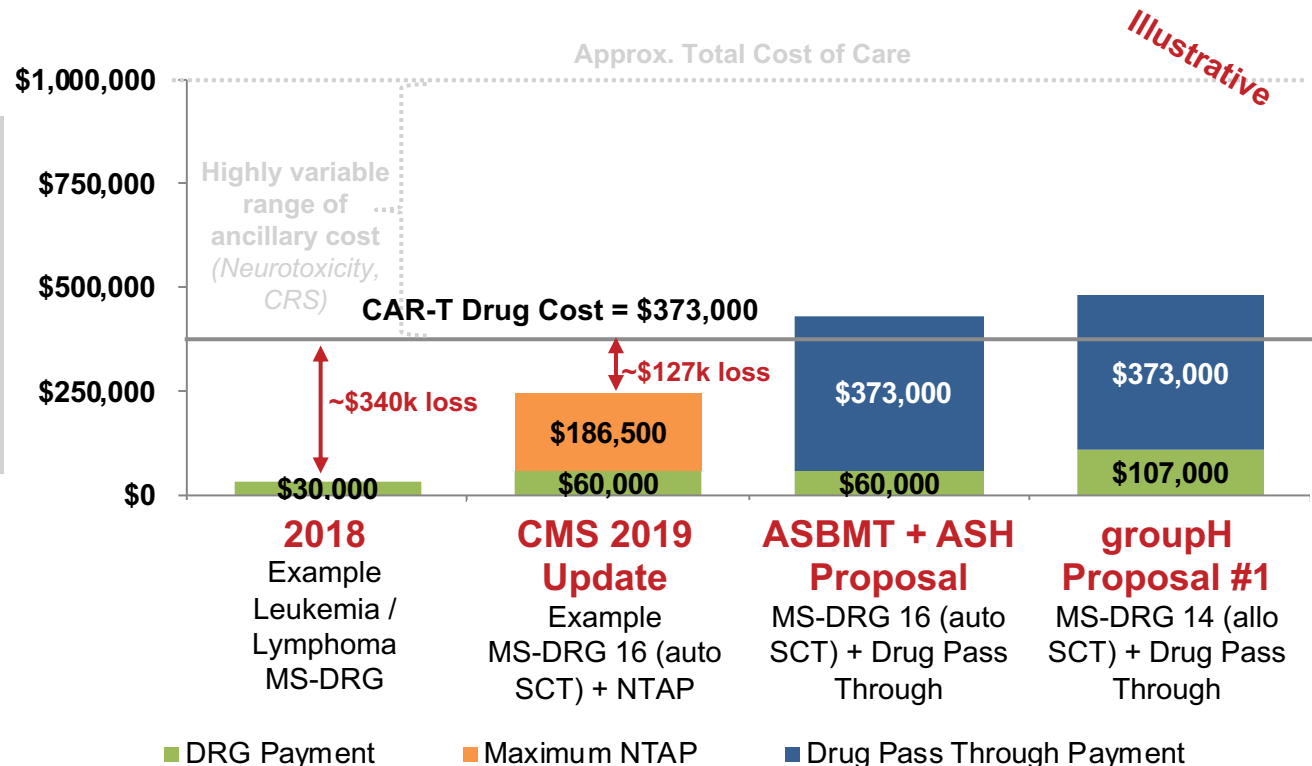 Illustrative
Approx. Total Cost of Care
$1,000,000
$750,000
$500,000
$250,000
$0
Highly variable
range of
ancillary cost
(Neurotoxicity,
CRS)
CAR-T Drug Cost = $373,000
~$340k loss
~$127k loss
$30,000
$186,500
$60,000
$373,000
$60,000
$373,000
$107,000
2018
Example
Leukemia /
Lymphoma
MS-DRG
CMS 2019
Update
Example
MS-DRG 16 (auto
SCT) + NTAP
ASBMT + ASH
Proposal
MS-DRG 16 (auto
SCT) + Drug Pass
Through
groupH
Proposal #1
MS-DRG 14 (allo
SCT) + Drug Pass
Through
DRG Payment
Maximum NTAP
Drug Pass Through Payment